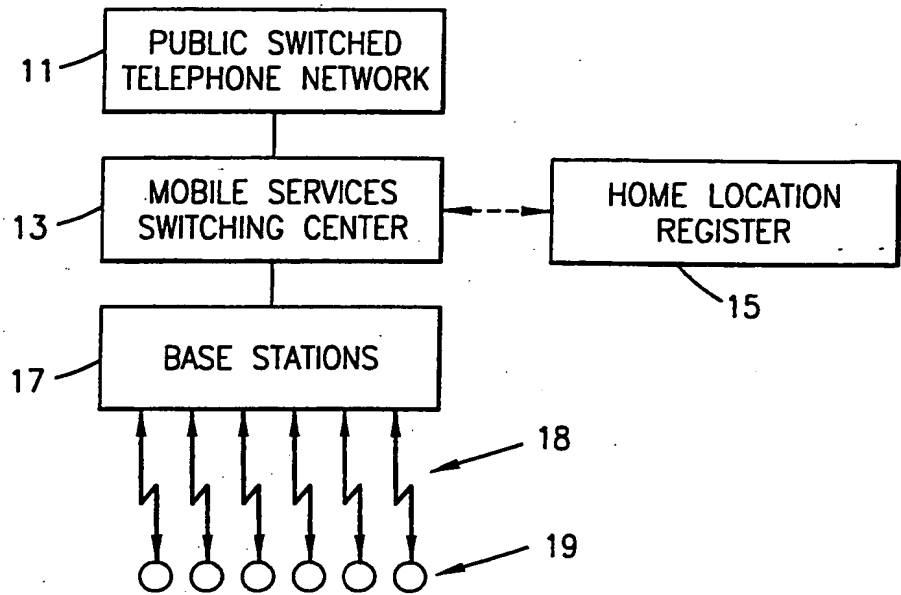 PUBLIC SWITCHED
TELEPHONE NETWORK
11
MOBILE SERVICES
SWITCHING CENTER
13
HOME LOCATION
REGISTER
15
BASE STATIONS
17
18
19